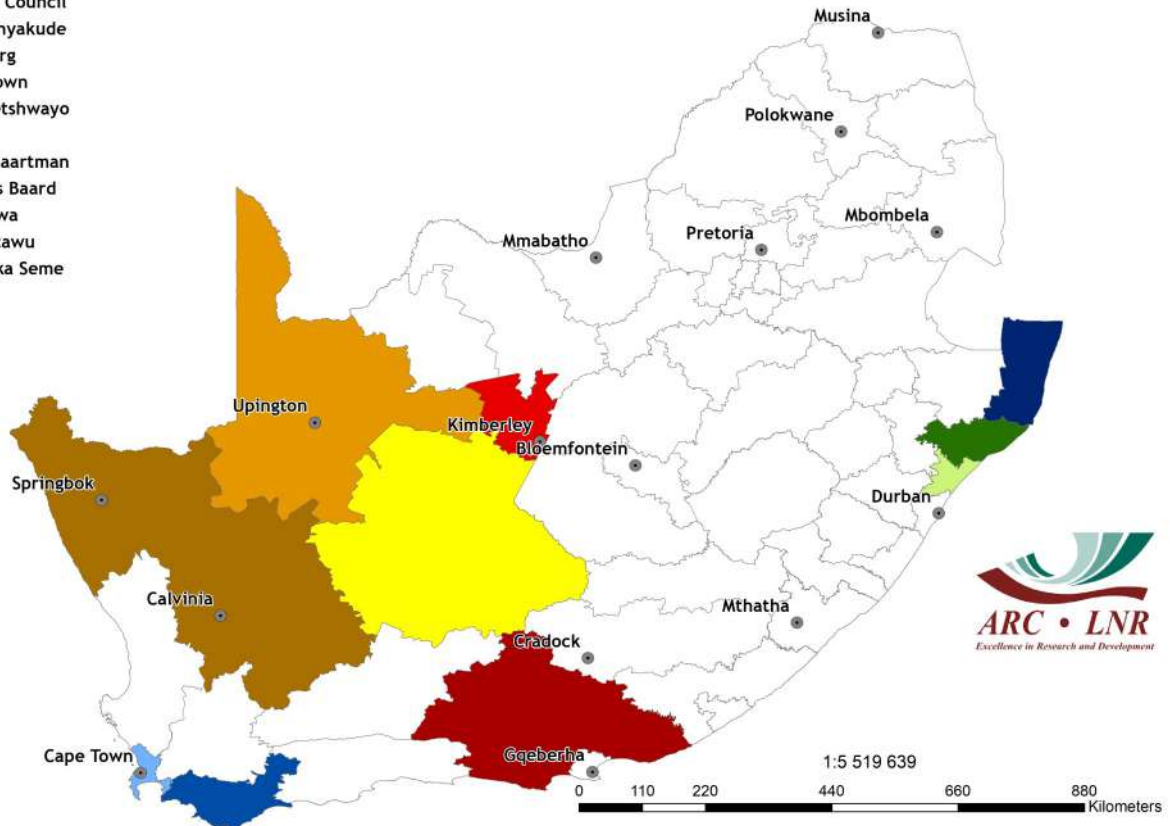 Council
nyakude
rg
own
tshwayo
aartman
s Baard
wa
tawu
ka Seme
Musina
Polokwane
Mbombela
Pretoria
Mmabatho
Upington
Kimberley
Bloemfontein
Springbok
Durban
Calvinia
Mthatha
Cradock
ARC • LNR
Excellence in Research and Development
Cape Town
Gqeberha
1:5 519 639
0 110 220 440 660 880
Kilometers